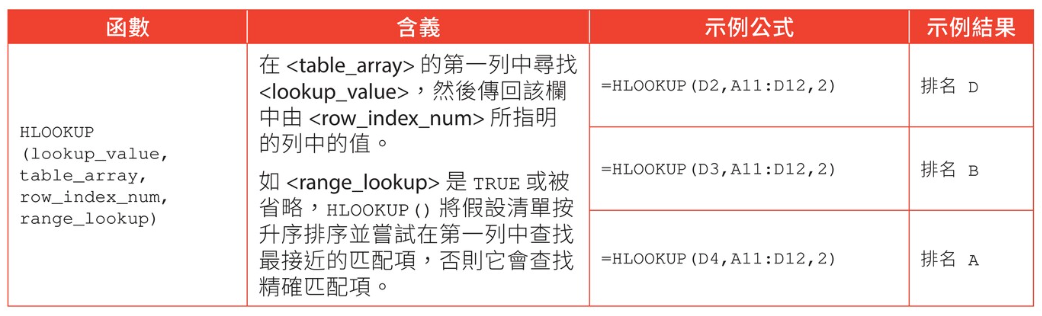 函數 含義 示例公式 示例結果
HLOOKUP
(lookup_value,
table_array,
row_index_num,
range_lookup)
在 <table_array> 的第一列中尋找
<lookup_value>，然後傳回該欄
中由 <row_index_num> 所指明
的列中的值。
如 <range_lookup> 是 TRUE 或被
省略，HLOOKUP() 將假設清單按
升序排序並嘗試在第一列中查找
最接近的匹配項，否則它會查找
精確匹配項。
=HLOOKUP(D2,A11:D12,2) 排名 D
=HLOOKUP(D3,A11:D12,2) 排名 B
=HLOOKUP(D4,A11:D12,2) 排名 A